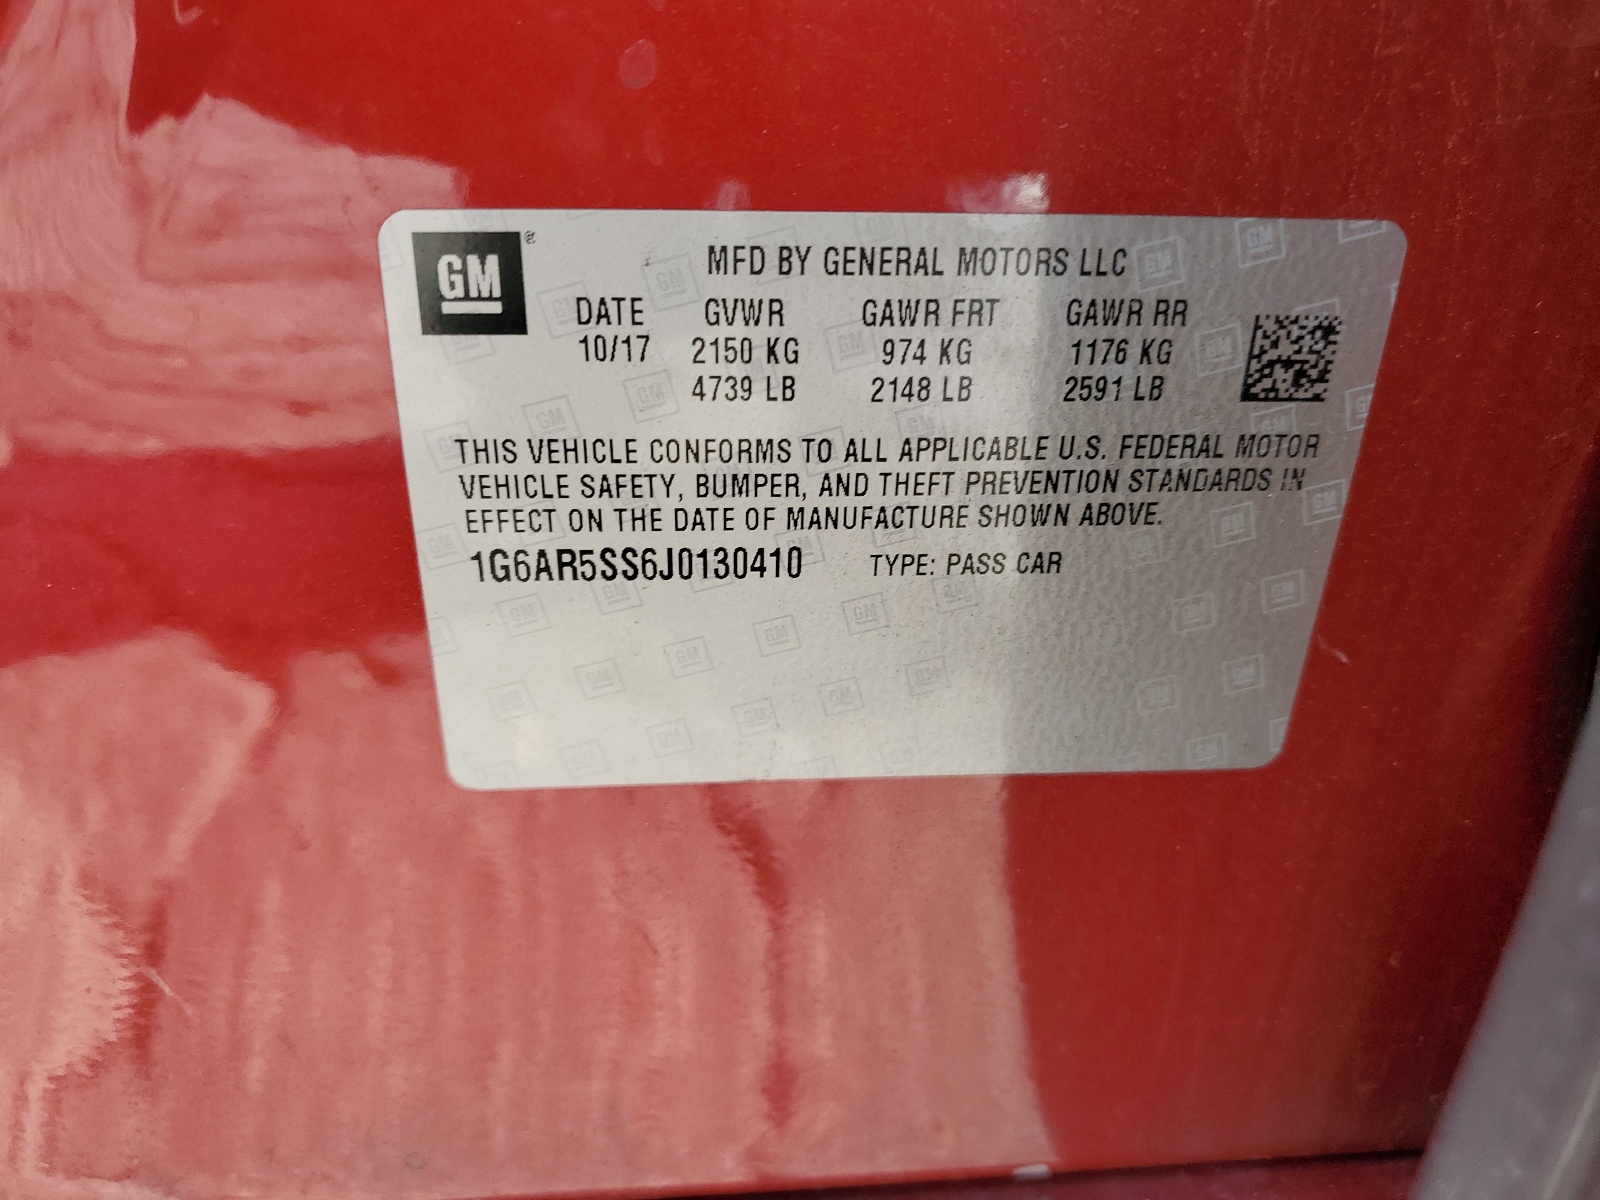 GM®
MFD BY GENERAL MOTORS LLC
DATE GVWR GAWR FRT GAWR RR
10/17 2150 KG 974 KG 1176 KG
4739 LB 2148 LB 2591 LB
THIS VEHICLE CONFORMS TO ALL APPLICABLE U.S. FEDERAL MOTOR
VEHICLE SAFETY, BUMPER, AND THEFT PREVENTION STANDARDS IN
EFFECT ON THE DATE OF MANUFACTURE SHOWN ABOVE.
1G6AR5SS6J0130410 TYPE: PASS CAR